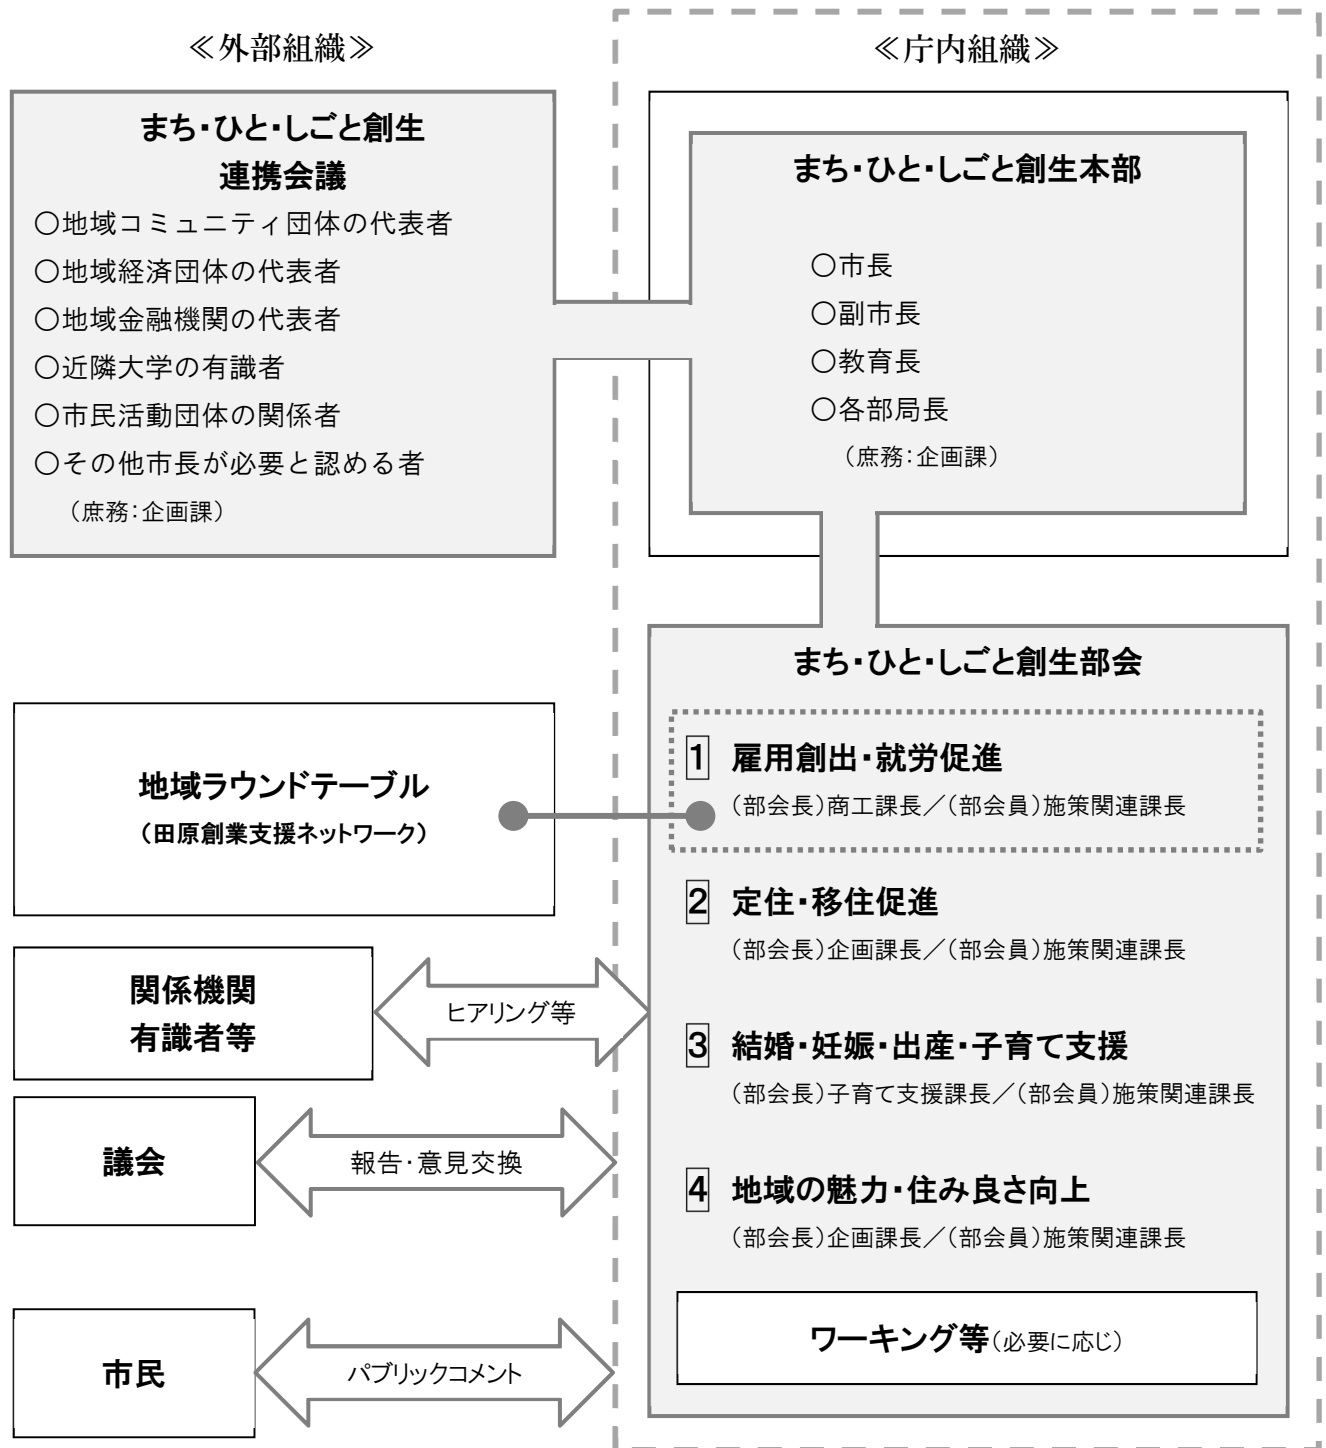 ≪外部組織≫
まち・ひと・しごと創生
連携会議
○地域コミュニティ団体の代表者
○地域経済団体の代表者
○地域金融機関の代表者
○近隣大学の有識者
○市民活動団体の関係者
○その他市長が必要と認める者
（庶務：企画課）
≪庁内組織≫
まち・ひと・しごと創生本部
○市長
○副市長
○教育長
○各部局長
（庶務：企画課）
まち・ひと・しごと創生部会
1 雇用創出・就労促進
（部会長）商工課長／（部会員）施策関連課長
2 定住・移住促進
（部会長）企画課長／（部会員）施策関連課長
3 結婚・妊娠・出産・子育て支援
（部会長）子育て支援課長／（部会員）施策関連課長
4 地域の魅力・住み良さ向上
（部会長）企画課長／（部会員）施策関連課長
ワーキング等（必要に応じ）
地域ラウンドテーブル
（田原創業支援ネットワーク）
関係機関
有識者等
ヒアリング等
議会
報告・意見交換
市民
パブリックコメント